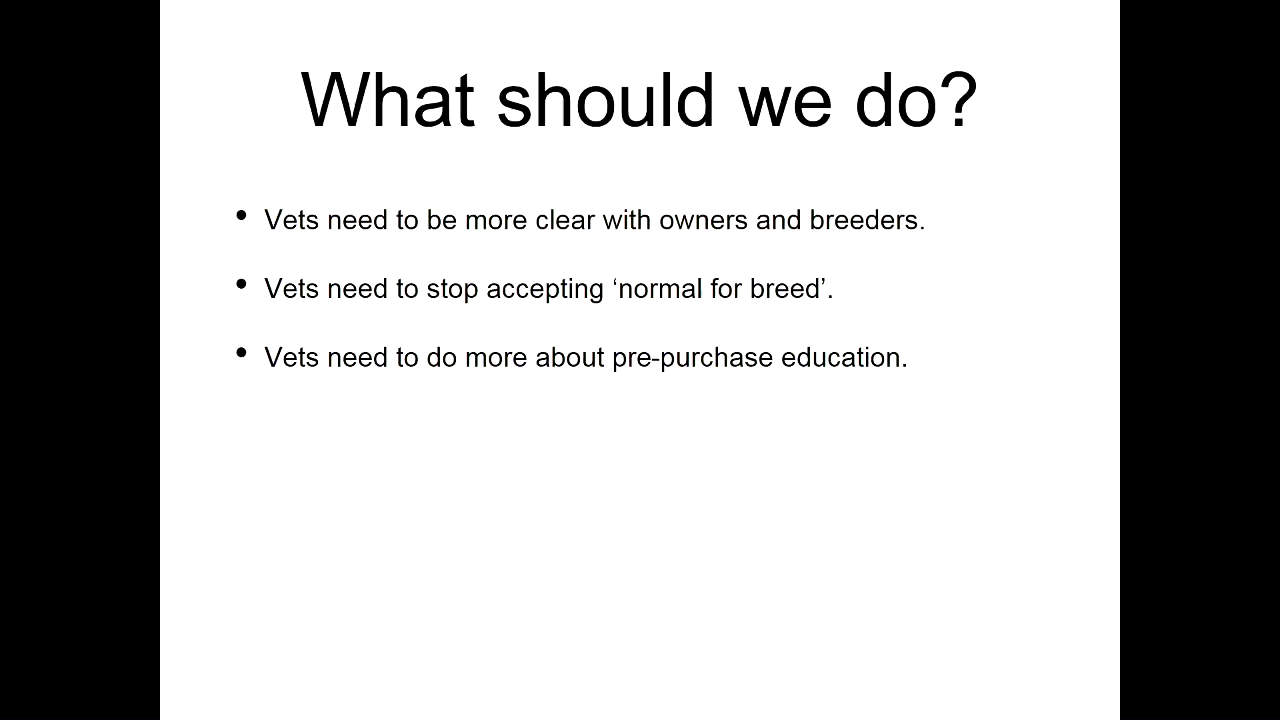 What should we do?
• Vets need to be more clear with owners and breeders.
• Vets need to stop accepting ‘normal for breed’.
• Vets need to do more about pre-purchase education.